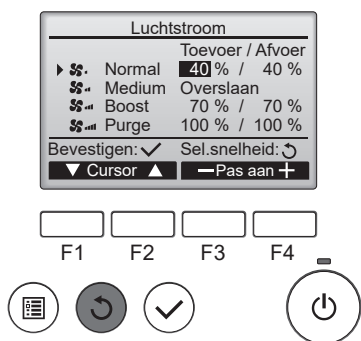 Luchtstroom
Toevoer / Afvoer
Normal 40 % / 40 %
Medium Overslaan
Boost 70 % / 70 %
Purge 100 % / 100 %
Bevestigen: Sel.snelheid:
Cursor Pas aan
F1 F2 F3 F4